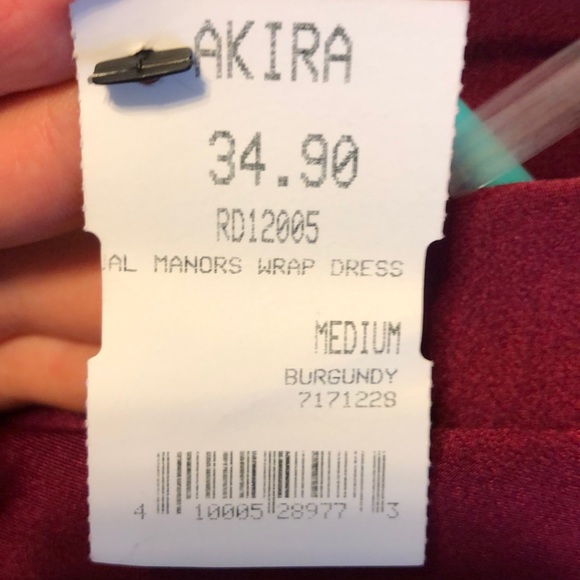 AKIRA
34.90
RD12005
AL MANORS WRAP DRESS
MEDIUM
BURGUNDY
7171228
4 10005 28977 3